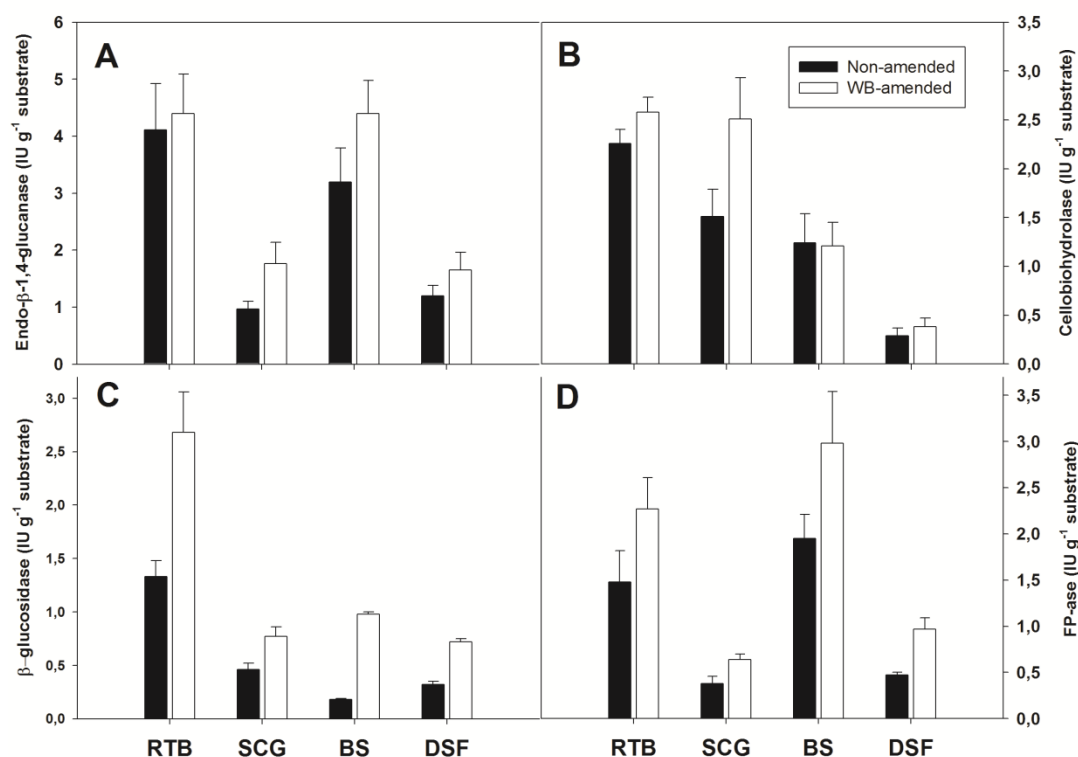 A
B
Non-amended
WB-amended
Endo-β-1,4-glucanase (IU g⁻¹ substrate)
6
5
4
3
2
1
0
Cellobiohydrolase (IU g⁻¹ substrate)
3,5
3,0
2,5
2,0
1,5
1,0
0,5
0,0
C
D
β-glucosidase (IU g⁻¹ substrate)
3,0
2,5
2,0
1,5
1,0
0,5
0,0
FP-ase (IU g⁻¹ substrate)
3,5
3,0
2,5
2,0
1,5
1,0
0,5
0,0
RTB SCG BS DSF RTB SCG BS DSF